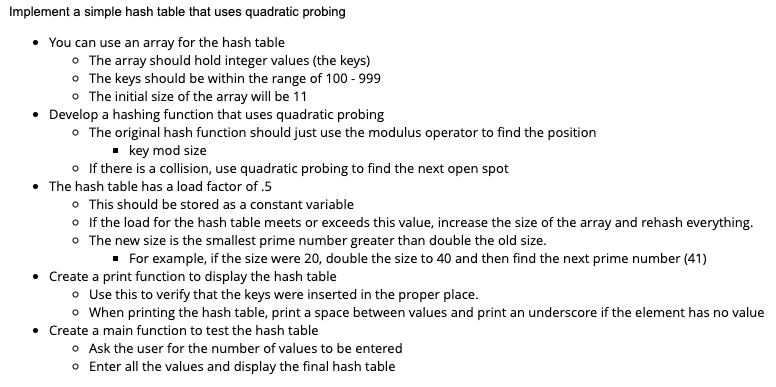 Implement a simple hash table that uses quadratic probing
• You can use an array for the hash table
○ The array should hold integer values (the keys)
○ The keys should be within the range of 100 - 999
○ The initial size of the array will be 11
• Develop a hashing function that uses quadratic probing
○ The original hash function should just use the modulus operator to find the position
▪ key mod size
○ If there is a collision, use quadratic probing to find the next open spot
• The hash table has a load factor of .5
○ This should be stored as a constant variable
○ If the load for the hash table meets or exceeds this value, increase the size of the array and rehash everything.
○ The new size is the smallest prime number greater than double the old size.
▪ For example, if the size were 20, double the size to 40 and then find the next prime number (41)
• Create a print function to display the hash table
○ Use this to verify that the keys were inserted in the proper place.
○ When printing the hash table, print a space between values and print an underscore if the element has no value
• Create a main function to test the hash table
○ Ask the user for the number of values to be entered
○ Enter all the values and display the final hash table